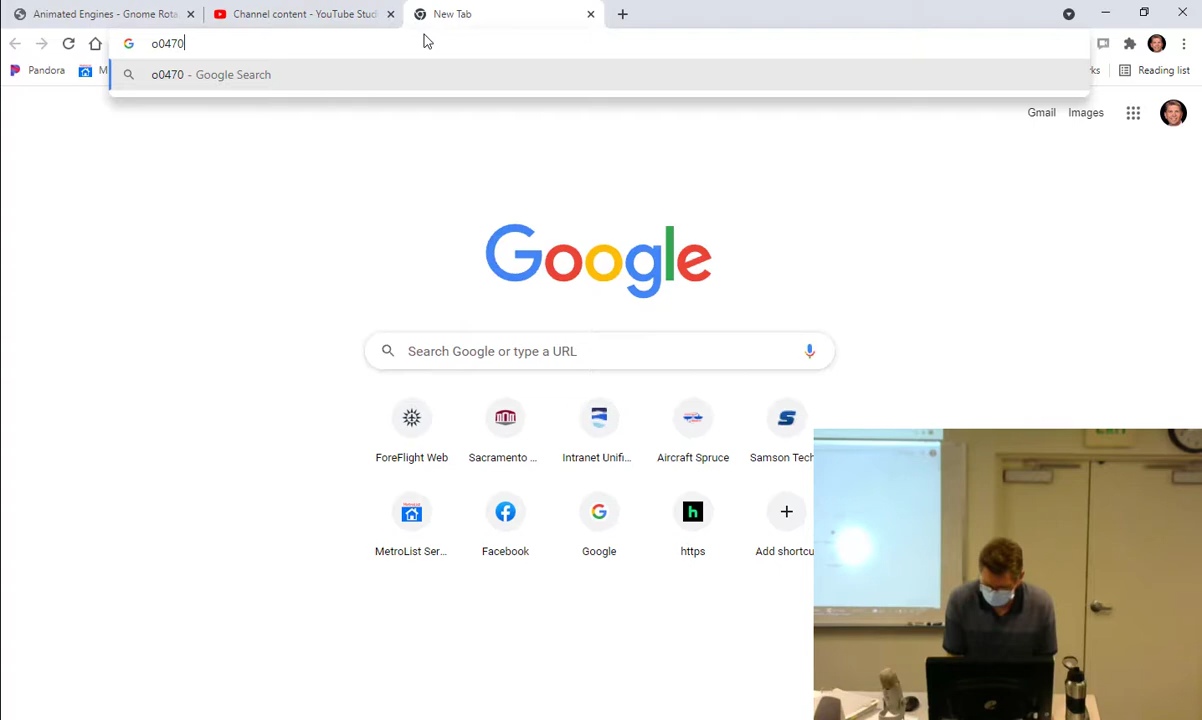 Animated Engines - Gnome Rota
Channel content - YouTube Studi
New Tab
o0470
o0470 - Google Search
Pandora
M
ks
Reading list
Gmail
Images
Google
Search Google or type a URL
ForeFlight Web
Sacramento ...
Intranet Unifi...
Aircraft Spruce
Samson Tech
MetroList Ser...
Facebook
Google
https
Add shortcu
EXIT